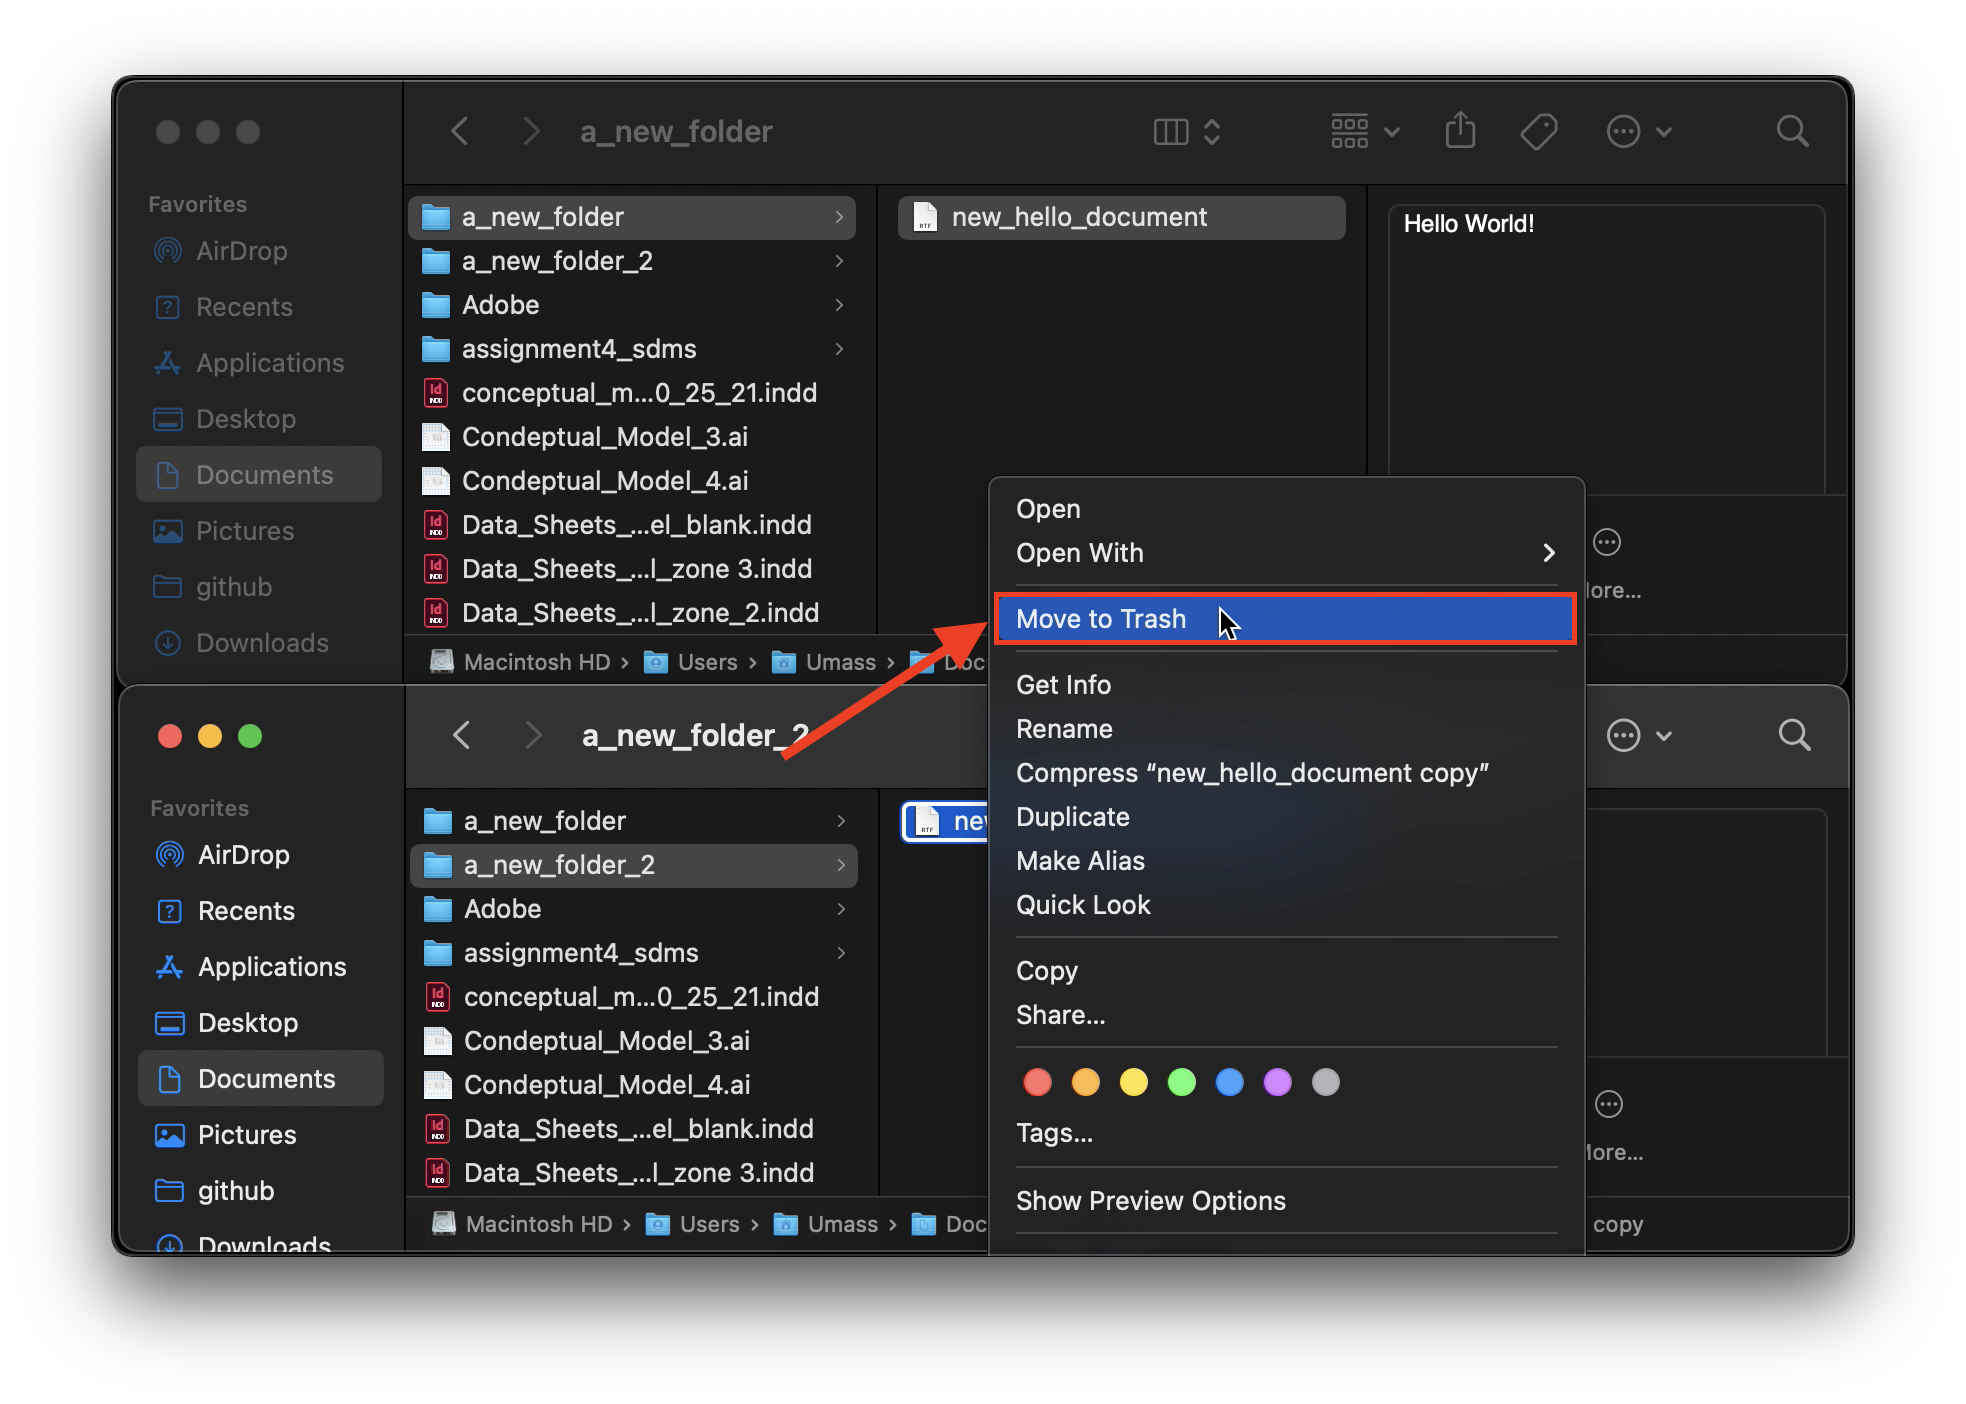 a_new_folder
Favorites
AirDrop
Recents
Applications
Desktop
Documents
Pictures
github
Downloads
a_new_folder
a_new_folder_2
Adobe
assignment4_sdms
conceptual_m...0_25_21.indd
Condeptual_Model_3.ai
Condeptual_Model_4.ai
Data_Sheets_...el_blank.indd
Data_Sheets_...l_zone 3.indd
Data_Sheets_...l_zone_2.indd
new_hello_document
Hello World!
Macintosh HD › Users › Umass ›
Open
Open With
Move to Trash
Get Info
Rename
Compress “new_hello_document copy”
Duplicate
Make Alias
Quick Look
Copy
Share...
Tags...
Show Preview Options
a_new_folder_2
Favorites
AirDrop
Recents
Applications
Desktop
Documents
Pictures
github
Downloads
a_new_folder
a_new_folder_2
Adobe
assignment4_sdms
conceptual_m...0_25_21.indd
Condeptual_Model_3.ai
Condeptual_Model_4.ai
Data_Sheets_...el_blank.indd
Data_Sheets_...l_zone 3.indd
Macintosh HD › Users › Umass › Doc
copy